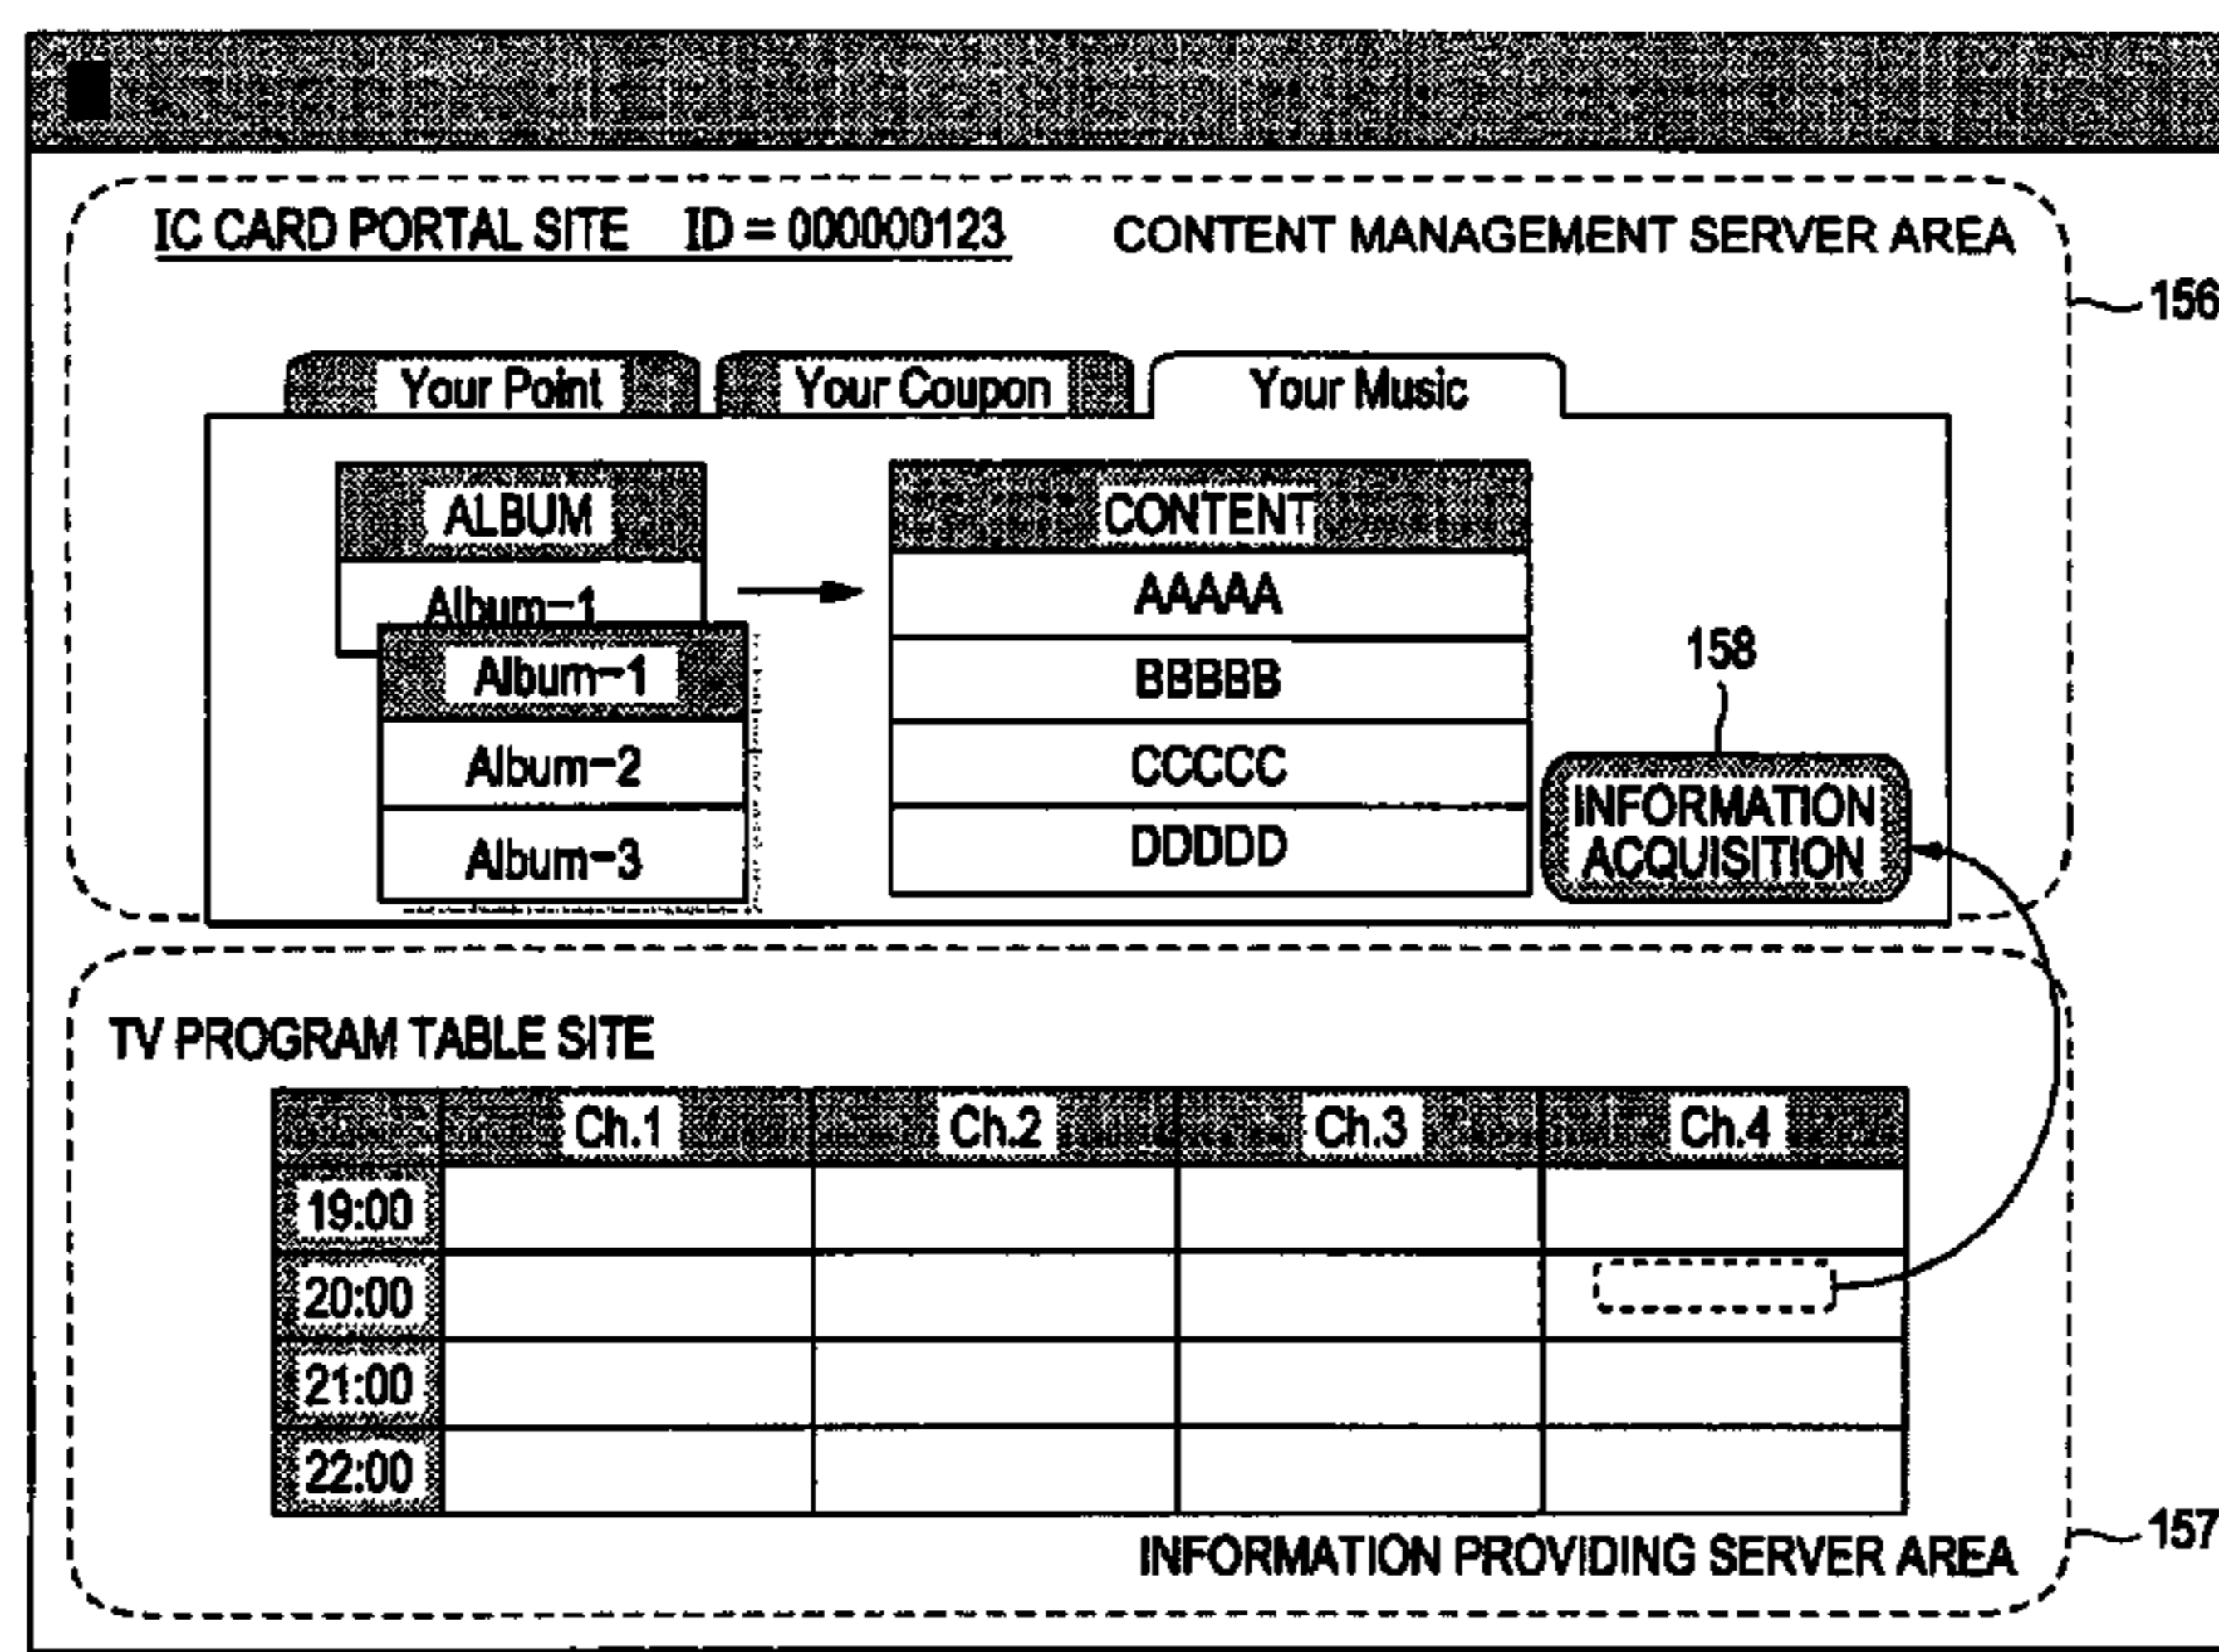 IC CARD PORTAL SITE ID = 000000123
CONTENT MANAGEMENT SERVER AREA
156
Your Point
Your Coupon
Your Music
ALBUM
Album-1
Album-1
Album-2
Album-3
CONTENT
AAAAA
BBBBB
CCCCC
DDDDD
158
INFORMATION
ACQUISITION
TV PROGRAM TABLE SITE
Ch.1 Ch.2 Ch.3 Ch.4
19:00
20:00
21:00
22:00
INFORMATION PROVIDING SERVER AREA
157